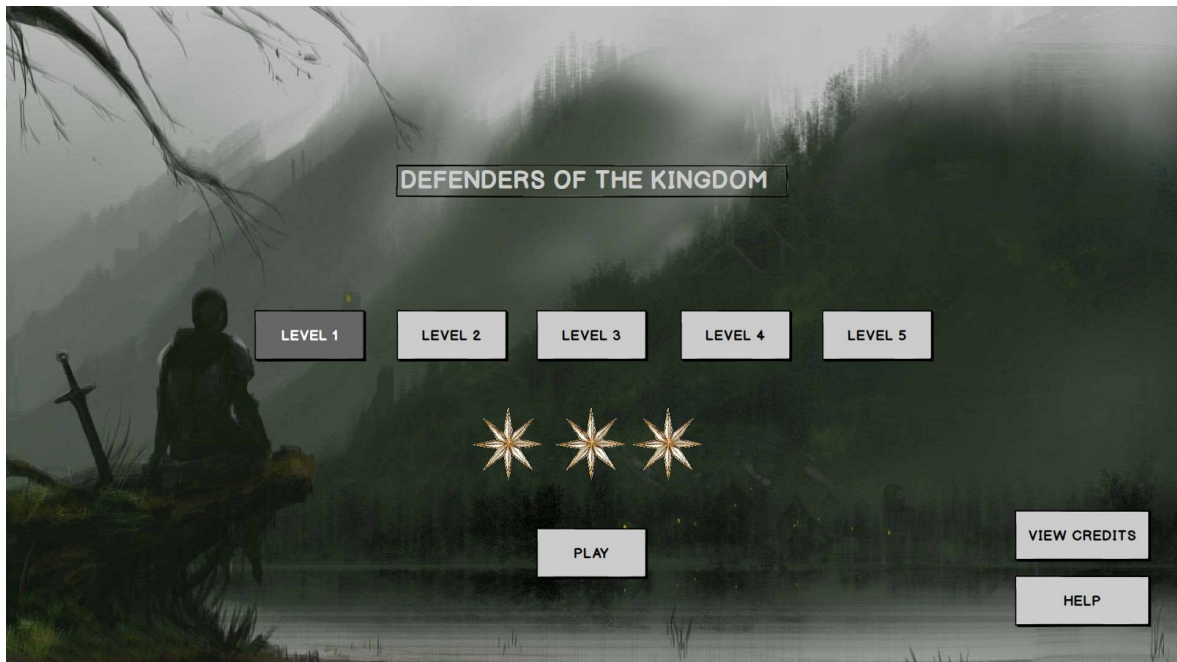 DEFENDERS OF THE KINGDOM
LEVEL 1
LEVEL 2
LEVEL 3
LEVEL 4
LEVEL 5
PLAY
VIEW CREDITS
HELP